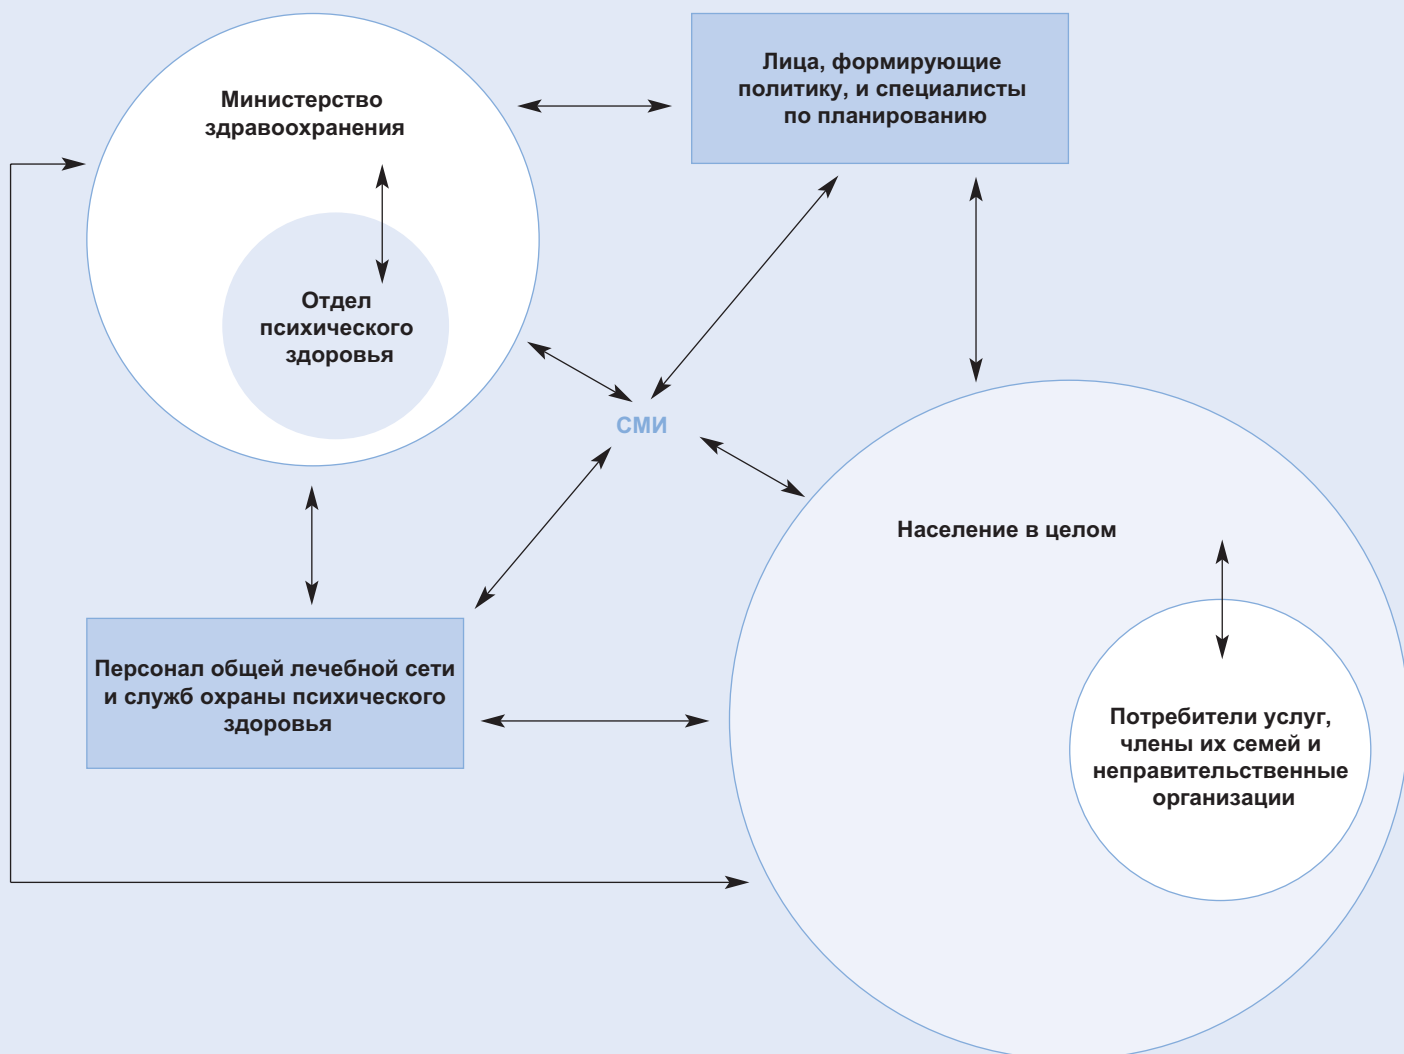 Министерство
здравоохранения
Лица, формирующие
политику, и специалисты
по планированию
Отдел
психического
здоровья
СМИ
Население в целом
Персонал общей лечебной сети
и служб охраны психического
здоровья
Потребители услуг,
члены их семей и
неправительственные
организации